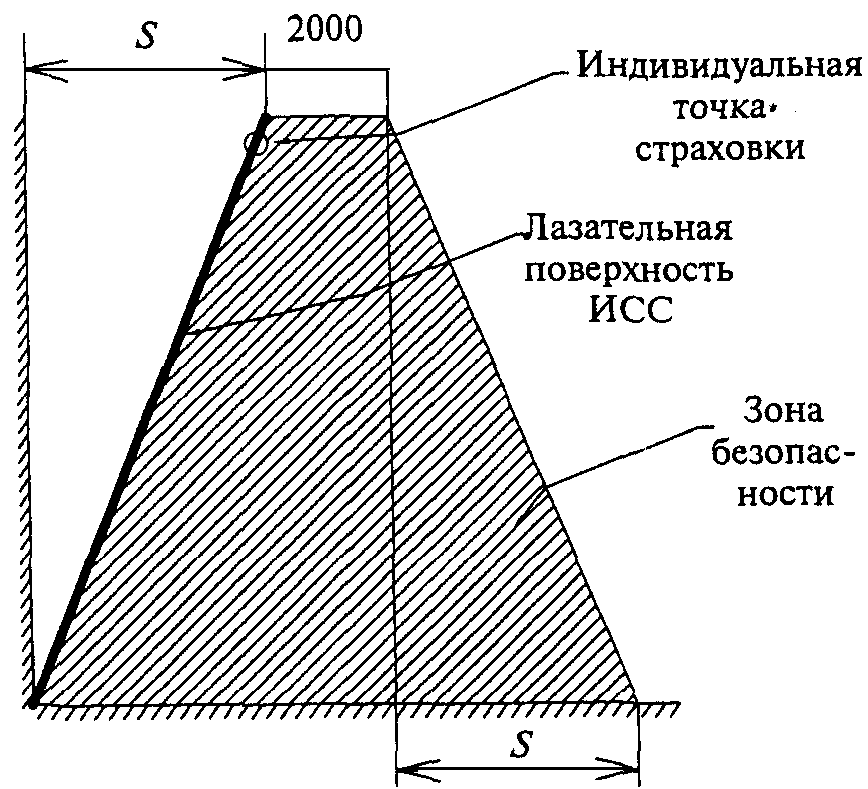 S
2000
Индивидуальная
точка
страховки
Лазательная
поверхность
ИСС
Зона
безопас-
ности
S